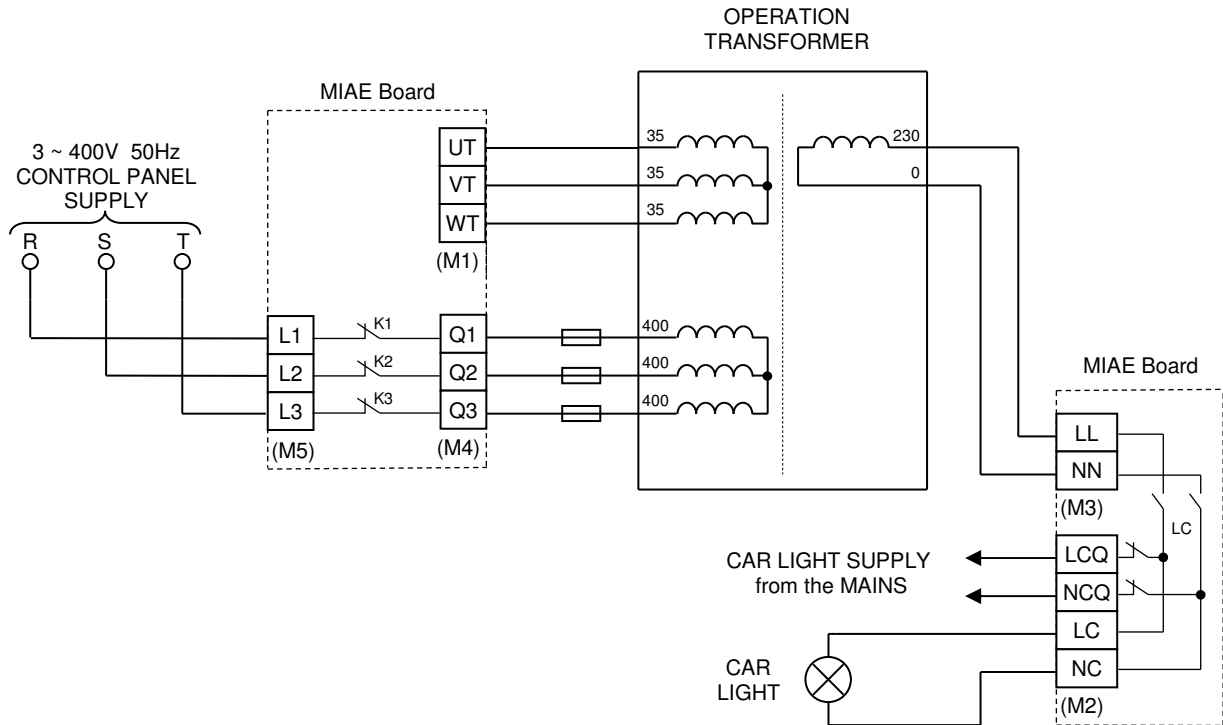 OPERATION
TRANSFORMER
MIAE Board
3 ~ 400V 50Hz
CONTROL PANEL
SUPPLY
R S T
UT
VT
WT
(M1)
35
35
35
230
0
L1 K1 Q1
L2 K2 Q2
L3 K3 Q3
(M5) (M4)
400
400
400
MIAE Board
LL
NN
(M3)
LC
LCQ
NCQ
LC
NC
(M2)
CAR LIGHT SUPPLY
from the MAINS
CAR
LIGHT